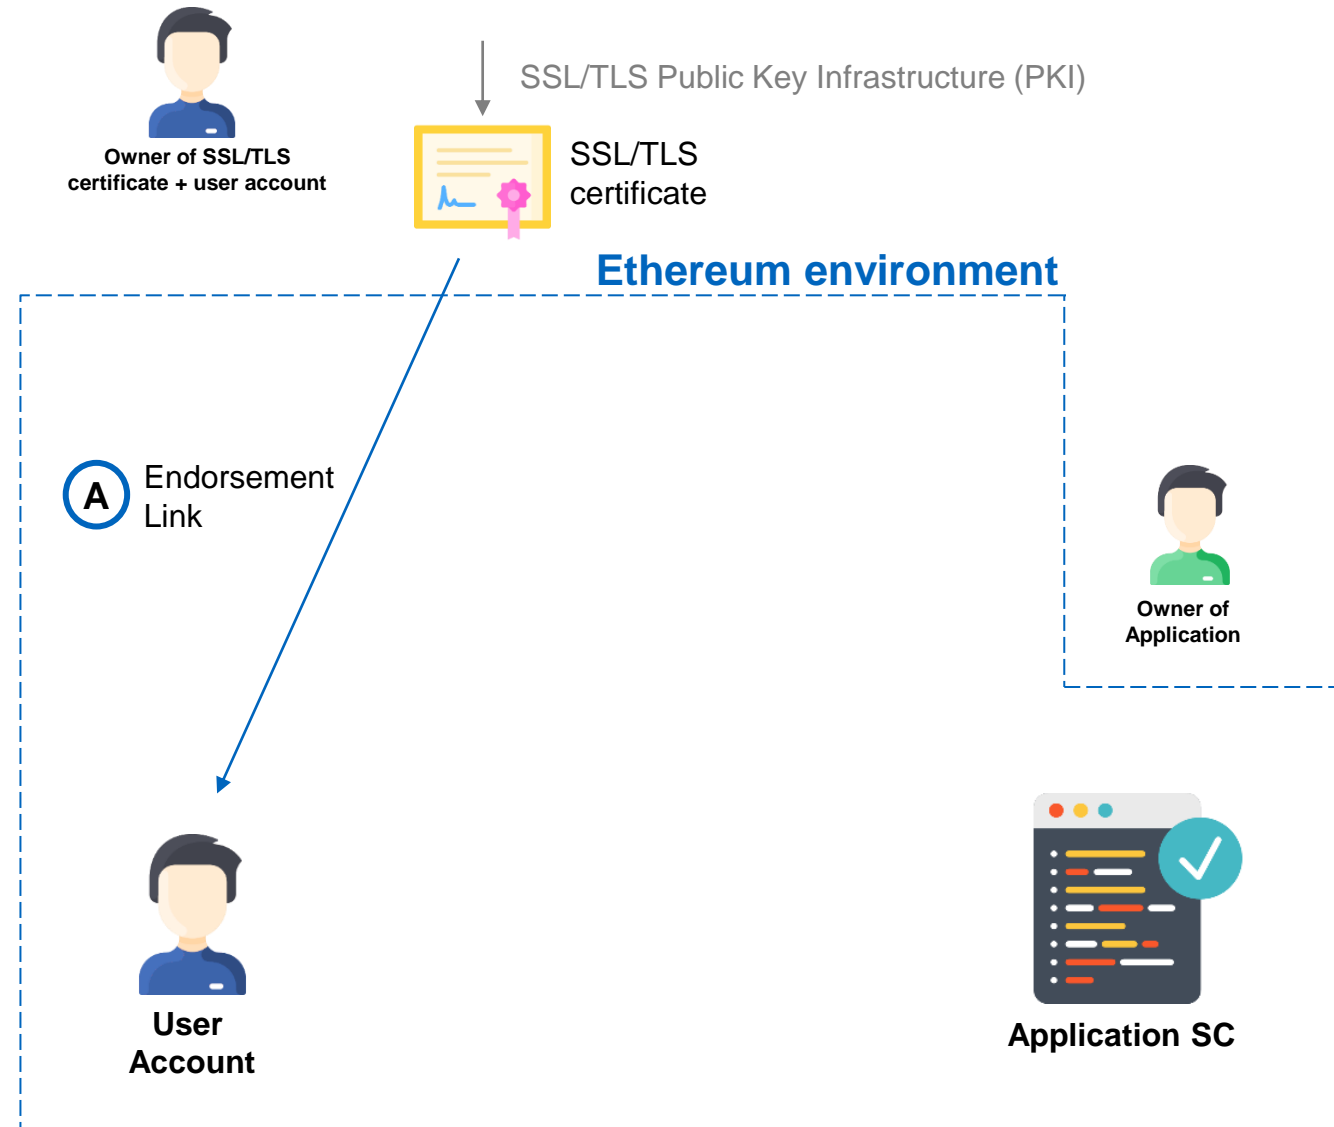 SSL/TLS Public Key Infrastructure (PKI)
Owner of SSL/TLS
certificate + user account
SSL/TLS
certificate
Ethereum environment
A
Endorsement
Link
Owner of
Application
User
Account
Application SC